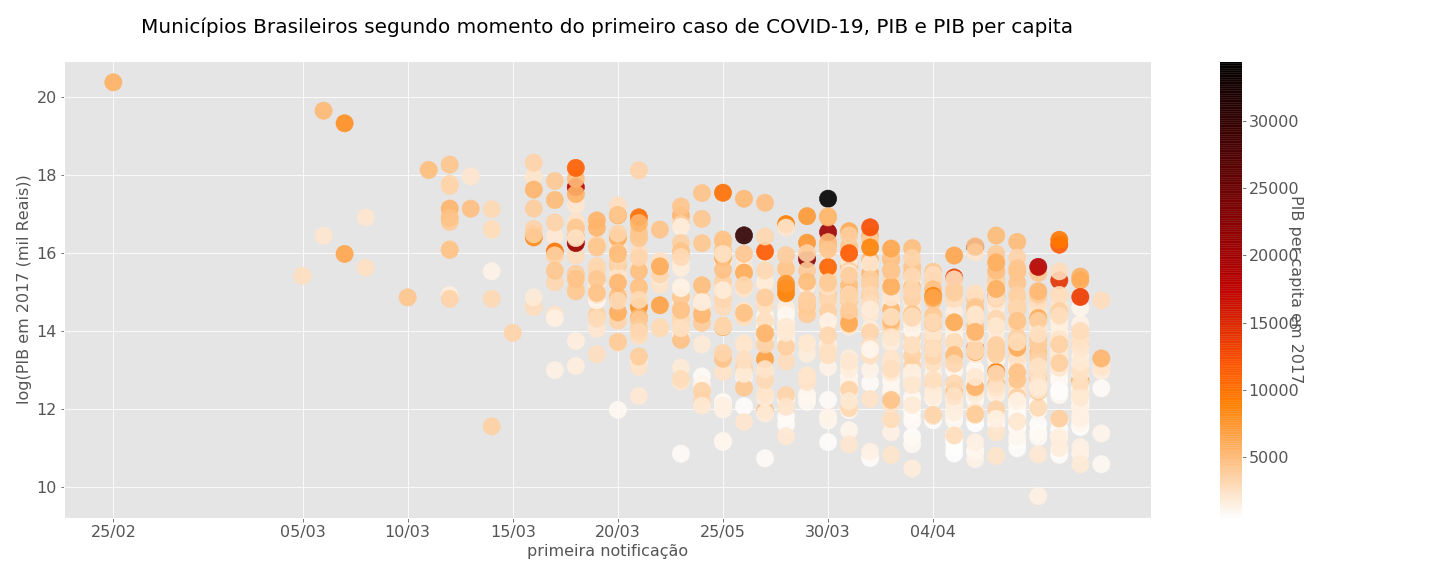 Municípios Brasileiros segundo momento do primeiro caso de COVID-19, PIB e PIB per capita
log(PIB em 2017 (mil Reais))
20
18
16
14
12
10
25/02 05/03 10/03 15/03 20/03 25/05 30/03 04/04
primeira notificação
30000
25000
20000
15000
10000
5000
PIB per capita em 2017